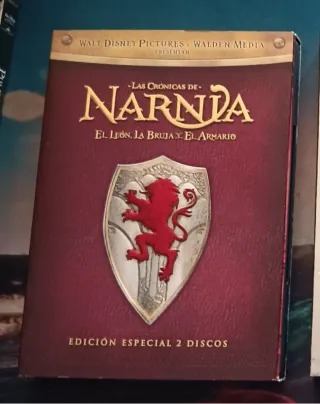 WALT DISNEY PICTURES Y WALDEN MEDIA
PRESENTAN
LAS CRÓNICAS DE
NARNIA
EL LEÓN, LA BRUJA Y EL ARMARIO
EDICIÓN ESPECIAL 2 DISCOS